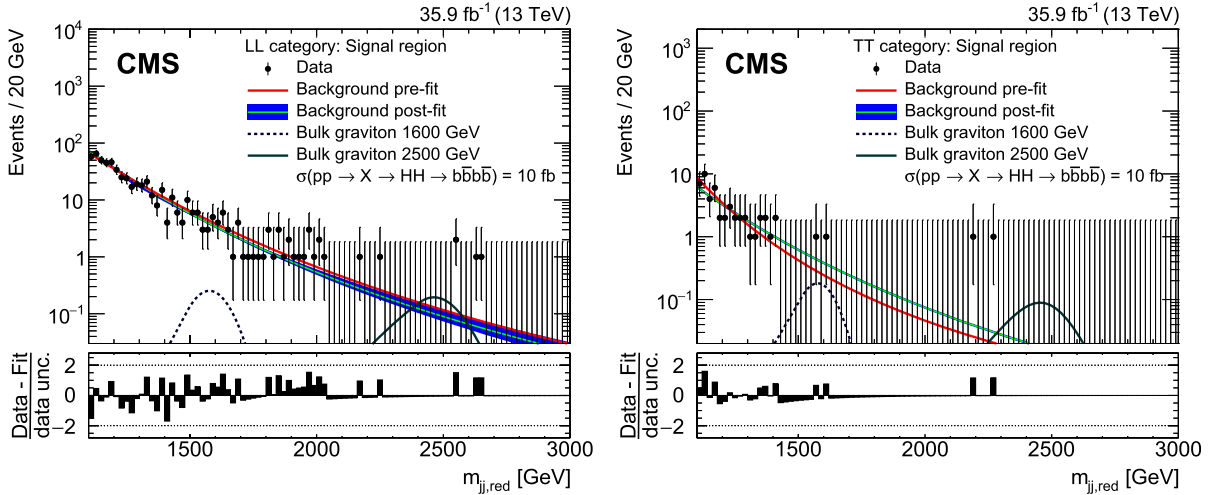 35.9 fb⁻¹ (13 TeV)
Events / 20 GeV
10⁴
10³
10²
10
1
10⁻¹
CMS
LL category: Signal region
Data
Background pre-fit
Background post-fit
Bulk graviton 1600 GeV
Bulk graviton 2500 GeV
σ(pp → X → HH → bb̅bb̅) = 10 fb
Data - Fit
data unc.
2
0
−2
1500 2000 2500 3000
m_jj,red [GeV]
35.9 fb⁻¹ (13 TeV)
Events / 20 GeV
10³
10²
10
1
10⁻¹
CMS
TT category: Signal region
Data
Background pre-fit
Background post-fit
Bulk graviton 1600 GeV
Bulk graviton 2500 GeV
σ(pp → X → HH → bb̅bb̅) = 10 fb
Data - Fit
data unc.
2
0
−2
1500 2000 2500 3000
m_jj,red [GeV]